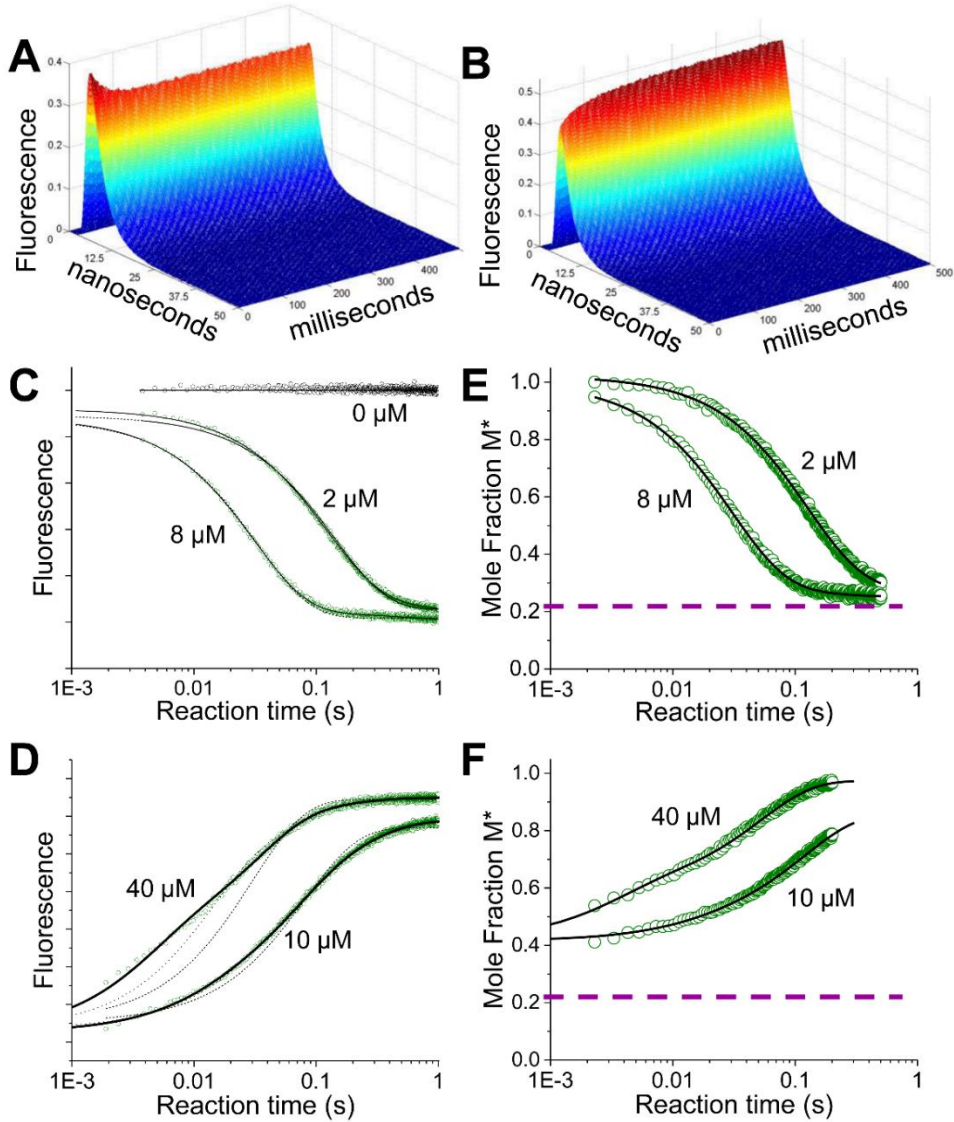 A
Fluorescence
0.4
0.3
0.2
0.1
0
0
12.5
25
37.5
50
nanoseconds
0
100
200
300
400
milliseconds
B
Fluorescence
0.5
0.4
0.3
0.2
0.1
0
0
12.5
25
37.5
50
nanoseconds
0
100
200
300
400
500
milliseconds
C
Fluorescence
0 µM
2 µM
8 µM
1E-3 0.01 0.1 1
Reaction time (s)
E
Mole Fraction M*
1.0
0.8
0.6
0.4
0.2
0.0
2 µM
8 µM
1E-3 0.01 0.1 1
Reaction time (s)
D
Fluorescence
40 µM
10 µM
1E-3 0.01 0.1 1
Reaction time (s)
F
Mole Fraction M*
1.0
0.8
0.6
0.4
0.2
0.0
40 µM
10 µM
1E-3 0.01 0.1 1
Reaction time (s)